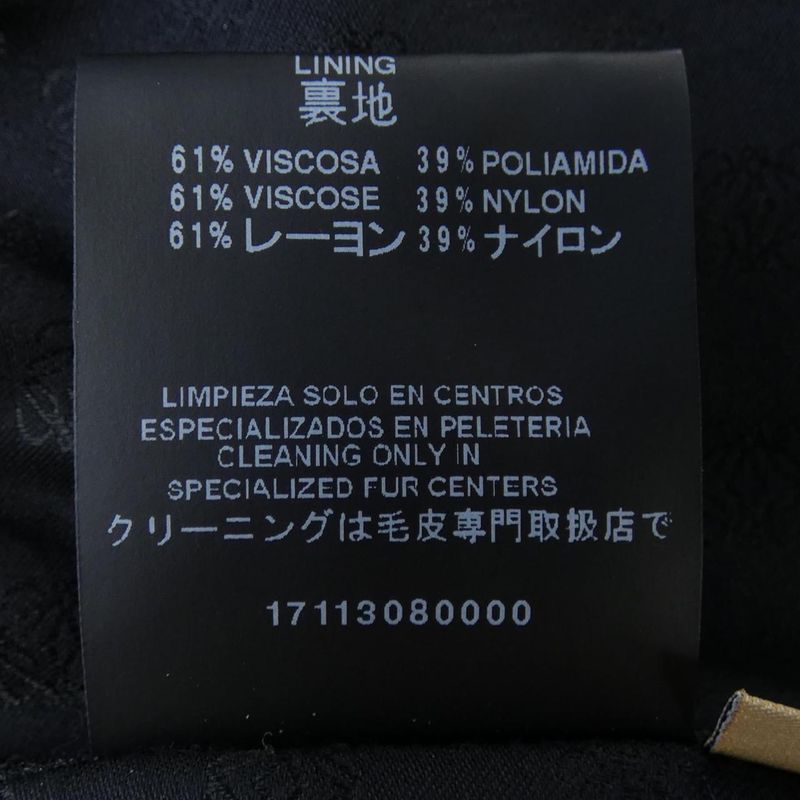 LINING
裏地
61% VISCOSA 39% POLIAMIDA
61% VISCOSE 39% NYLON
61% レーヨン 39% ナイロン
LIMPIEZA SOLO EN CENTROS
ESPECIALIZADOS EN PELETERIA
CLEANING ONLY IN
SPECIALIZED FUR CENTERS
クリーニングは毛皮専門取扱店で
17113080000